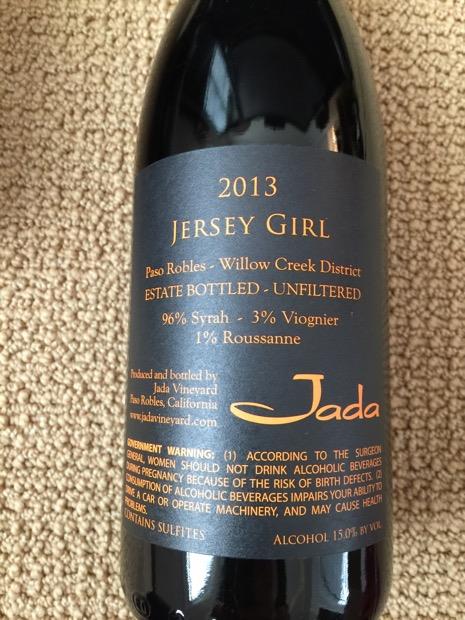 2013
JERSEY GIRL
Paso Robles - Willow Creek District
ESTATE BOTTLED - UNFILTERED
96% Syrah - 3% Viognier
1% Roussanne
Produced and bottled by
Jada Vineyard
Paso Robles, California
www.jadavineyard.com
Jada
GOVERNMENT WARNING: (1) ACCORDING TO THE SURGEON
GENERAL, WOMEN SHOULD NOT DRINK ALCOHOLIC BEVERAGES
DURING PREGNANCY BECAUSE OF THE RISK OF BIRTH DEFECTS. (2)
CONSUMPTION OF ALCOHOLIC BEVERAGES IMPAIRS YOUR ABILITY TO
DRIVE A CAR OR OPERATE MACHINERY, AND MAY CAUSE HEALTH
PROBLEMS.
CONTAINS SULFITES
ALCOHOL 15.0% BY VOL